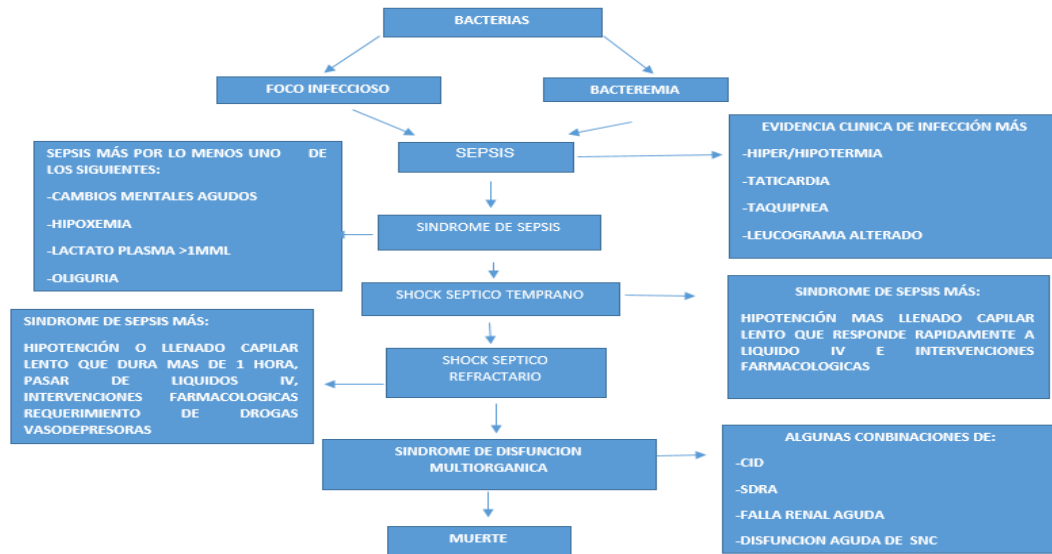 BACTERIAS
FOCO INFECCIOSO
BACTEREMIA
SEPSIS MÁS POR LO MENOS UNO DE
LOS SIGUIENTES:
-CAMBIOS MENTALES AGUDOS
-HIPOXEMIA
-LACTATO PLASMA >1MML
-OLIGURIA
SEPSIS
EVIDENCIA CLINICA DE INFECCIÓN MÁS
-HIPER/HIPOTERMIA
-TATICARDIA
-TAQUIPNEA
-LEUCOGRAMA ALTERADO
SINDROME DE SEPSIS
SHOCK SEPTICO TEMPRANO
SINDROME DE SEPSIS MÁS:
HIPOTENCIÓN MAS LLENADO CAPILAR
LENTO QUE RESPONDE RAPIDAMENTE A
LIQUIDO IV E INTERVENCIONES
FARMACOLOGICAS
SINDROME DE SEPSIS MÁS:
HIPOTENCIÓN O LLENADO CAPILAR
LENTO QUE DURA MAS DE 1 HORA,
PASAR DE LIQUIDOS IV,
INTERVENCIONES FARMACOLOGICAS
REQUERIMIENTO DE DROGAS
VASODEPRESORAS
SHOCK SEPTICO
REFRACTARIO
SINDROME DE DISFUNCION
MULTIORGANICA
ALGUNAS CONBINACIONES DE:
-CID
-SDRA
-FALLA RENAL AGUDA
-DISFUNCION AGUDA DE SNC
MUERTE